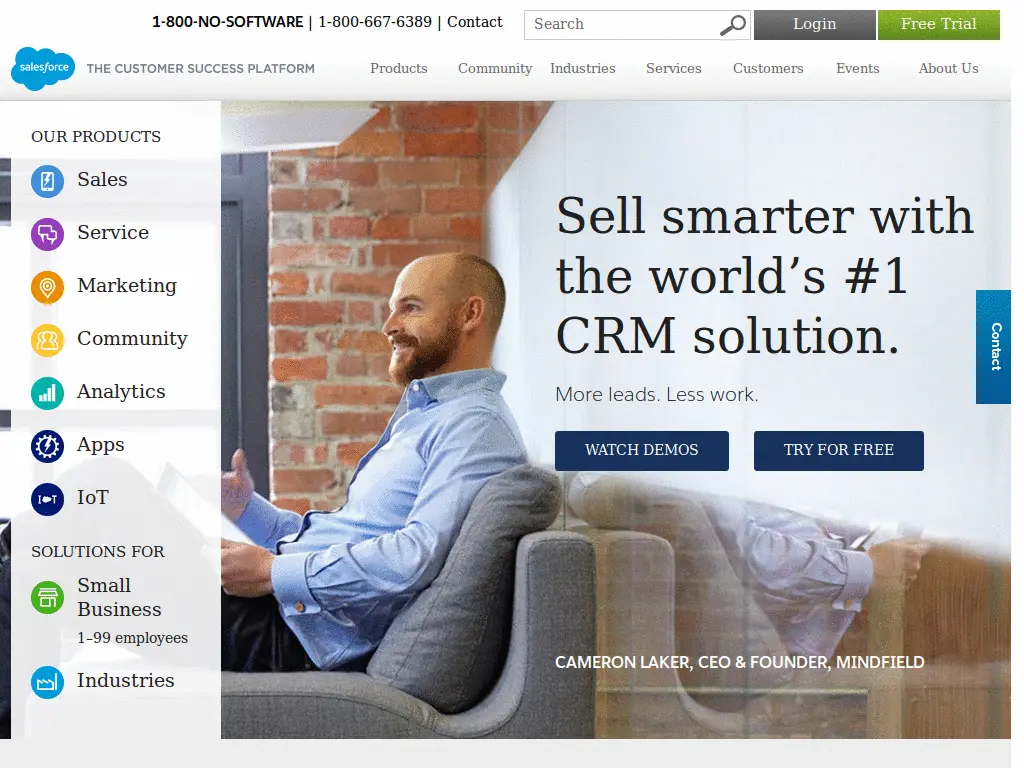 1-800-NO-SOFTWARE | 1-800-667-6389 | Contact
Search
Login
Free Trial
salesforce
THE CUSTOMER SUCCESS PLATFORM
Products
Community
Industries
Services
Customers
Events
About Us
OUR PRODUCTS
Sales
Service
Marketing
Community
Analytics
Apps
IoT
IoT
SOLUTIONS FOR
Small
Business
1–99 employees
Industries
Sell smarter with
the world’s #1
CRM solution.
More leads. Less work.
WATCH DEMOS
TRY FOR FREE
CAMERON LAKER, CEO & FOUNDER, MINDFIELD
Contact